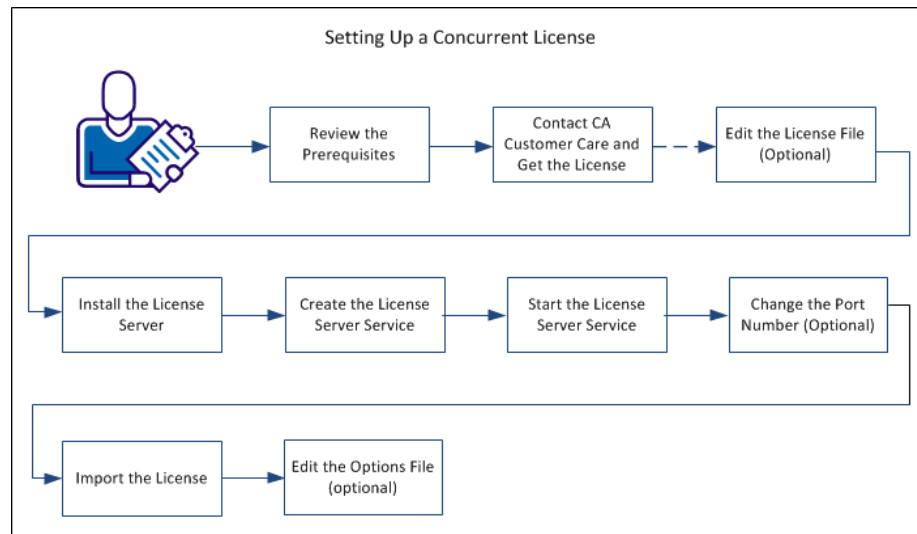 Setting Up a Concurrent License
Review the
Prerequisites
Contact CA
Customer Care and
Get the License
Edit the License File
(Optional)
Install the License
Server
Create the License
Server Service
Start the License
Server Service
Change the Port
Number (Optional)
Import the License
Edit the Options File
(optional)